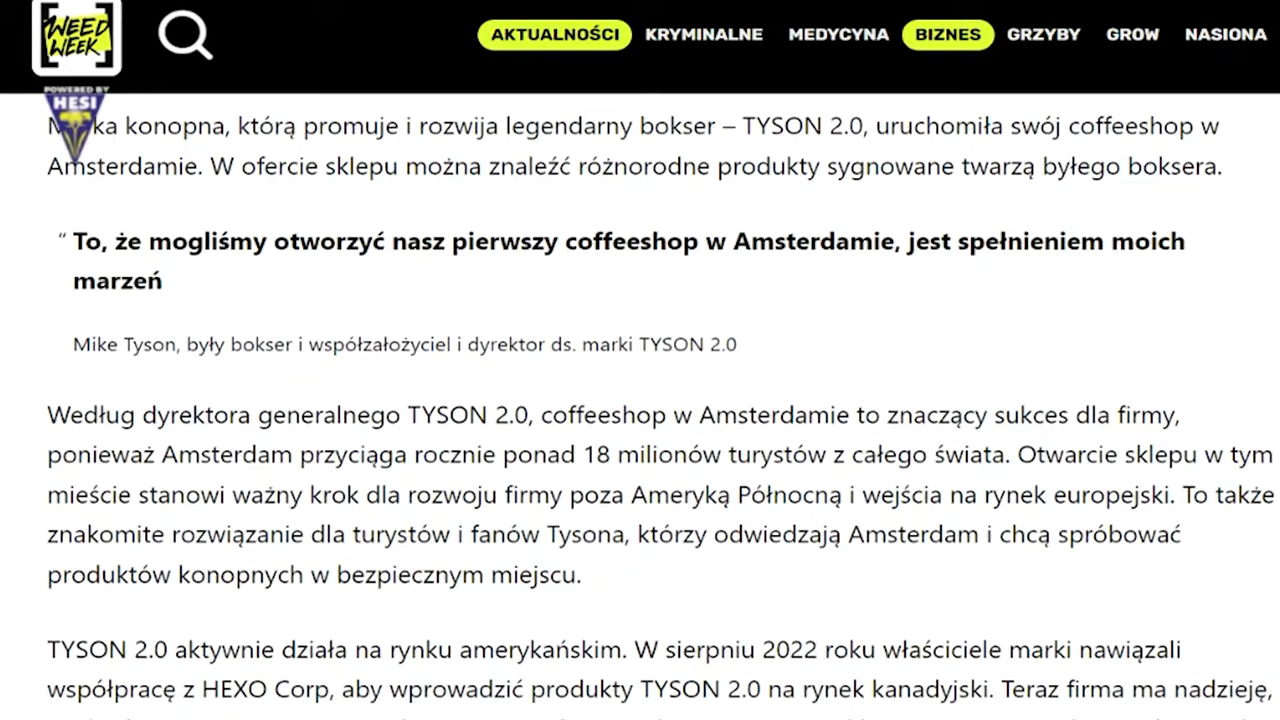 WEED
WEEK
AKTUALNOŚCI KRYMINALNE MEDYCYNA BIZNES GRZYBY GROW NASIONA
POWERED BY
HESI
konopna, którą promuje i rozwija legendarny bokser – TYSON 2.0, uruchomiła swój coffeeshop w
Amsterdamie. W ofercie sklepu można znaleźć różnorodne produkty sygnowane twarzą byłego boksera.
“ To, że mogliśmy otworzyć nasz pierwszy coffeeshop w Amsterdamie, jest spełnieniem moich
marzeń
Mike Tyson, były bokser i współzałożyciel i dyrektor ds. marki TYSON 2.0
Według dyrektora generalnego TYSON 2.0, coffeeshop w Amsterdamie to znaczący sukces dla firmy,
ponieważ Amsterdam przyciąga rocznie ponad 18 milionów turystów z całego świata. Otwarcie sklepu w tym
mieście stanowi ważny krok dla rozwoju firmy poza Ameryką Północną i wejścia na rynek europejski. To także
znakomite rozwiązanie dla turystów i fanów Tysona, którzy odwiedzają Amsterdam i chcą spróbować
produktów konopnych w bezpiecznym miejscu.
TYSON 2.0 aktywnie działa na rynku amerykańskim. W sierpniu 2022 roku właściciele marki nawiązali
współpracę z HEXO Corp, aby wprowadzić produkty TYSON 2.0 na rynek kanadyjski. Teraz firma ma nadzieję,